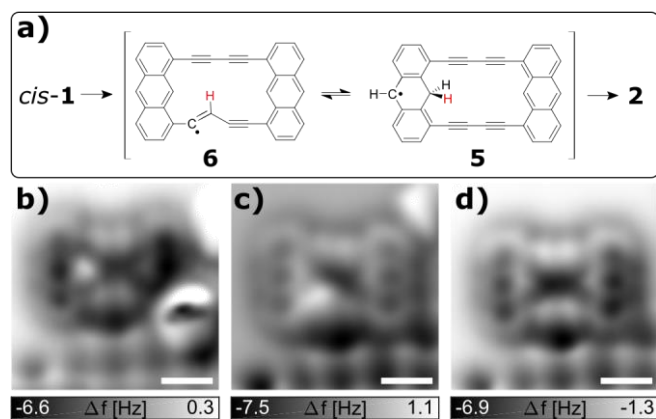 a)
H
H
H
H-C
C
cis-1
2
6
5
b)
c)
d)
-6.6 Δf [Hz] 0.3
-7.5 Δf [Hz] 1.1
-6.9 Δf [Hz] -1.3